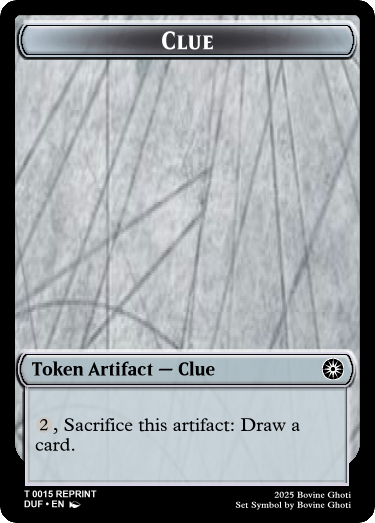 Clue
Token Artifact — Clue
2, Sacrifice this artifact: Draw a
card.
T 0015 REPRINT
DUF • EN
2025 Bovine Ghoti
Set Symbol by Bovine Ghoti